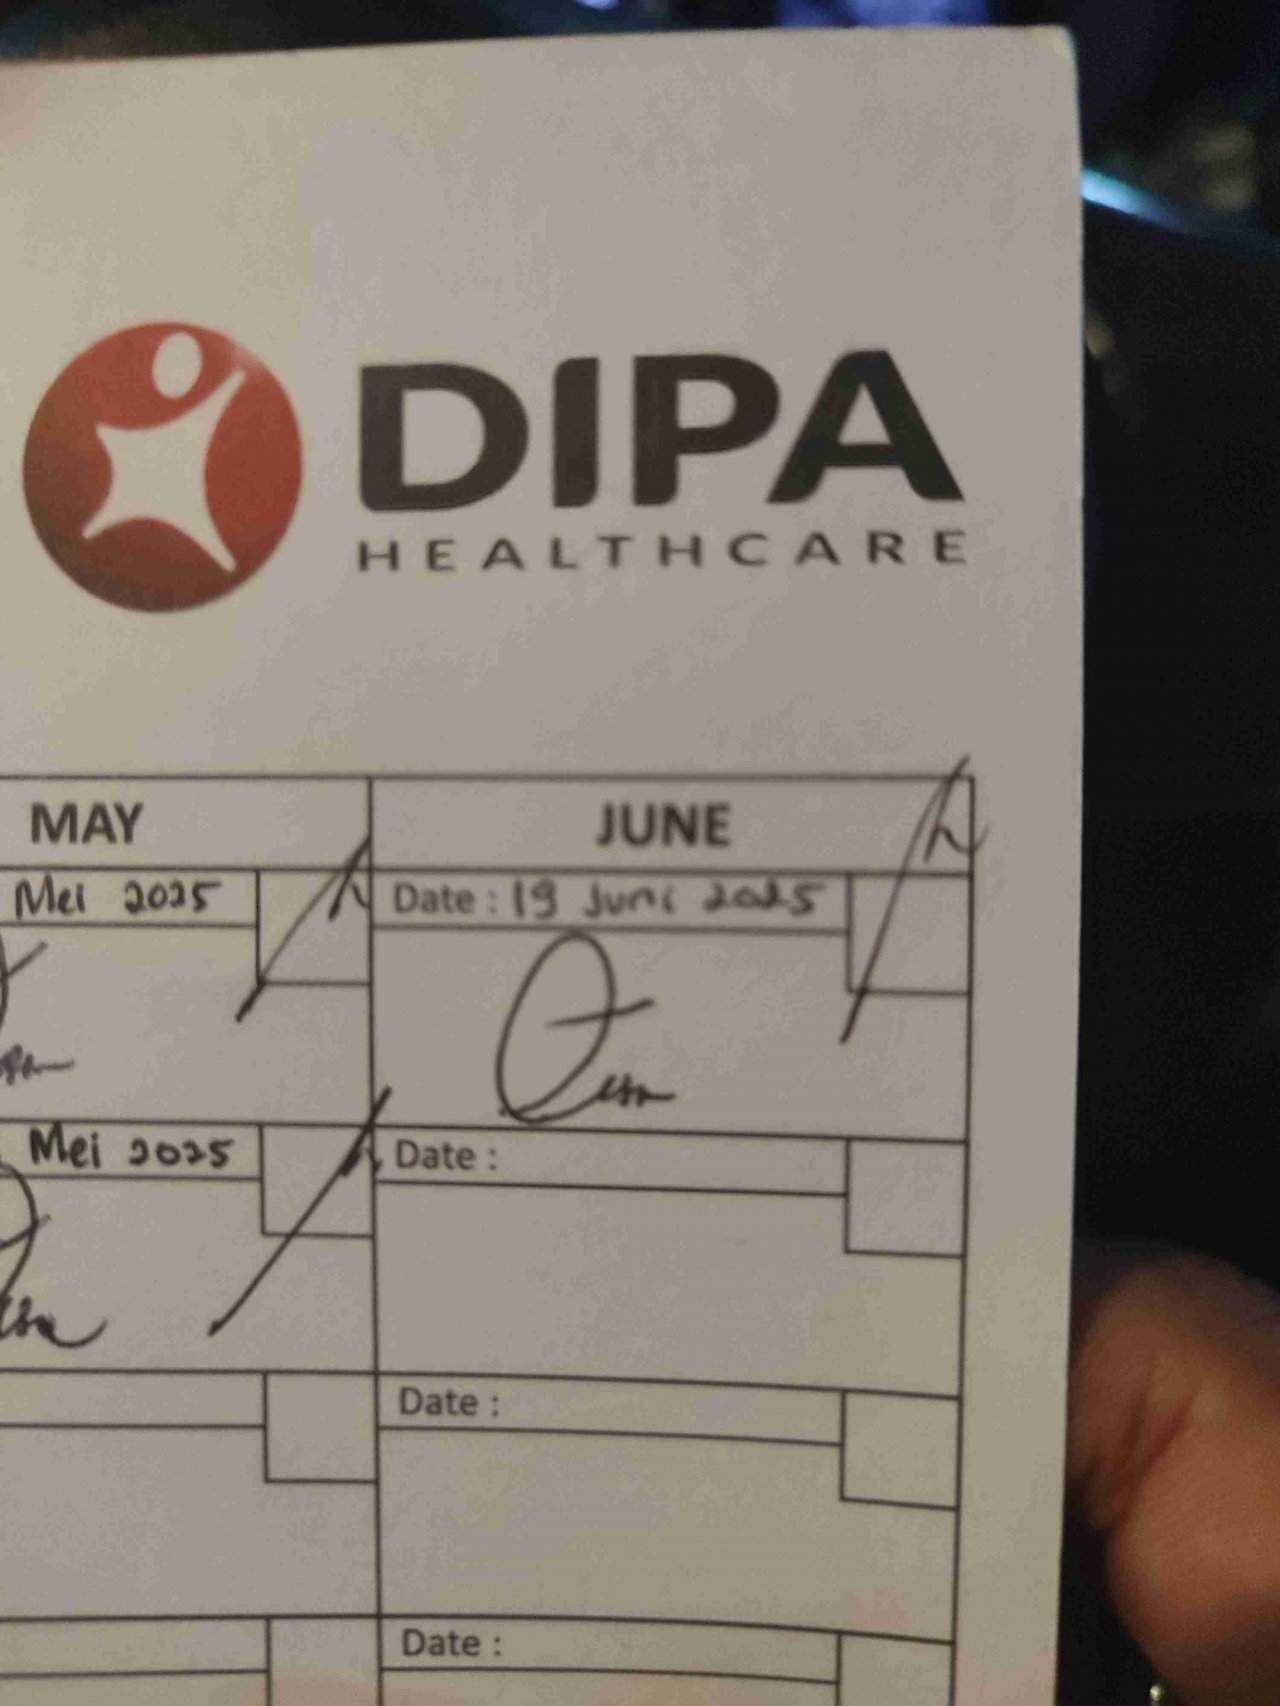 DIPA
HEALTHCARE
MAY
JUNE
Mei 2025
Date : 19 Juni 2025
Mei 2025
Date :
Date :
Date :